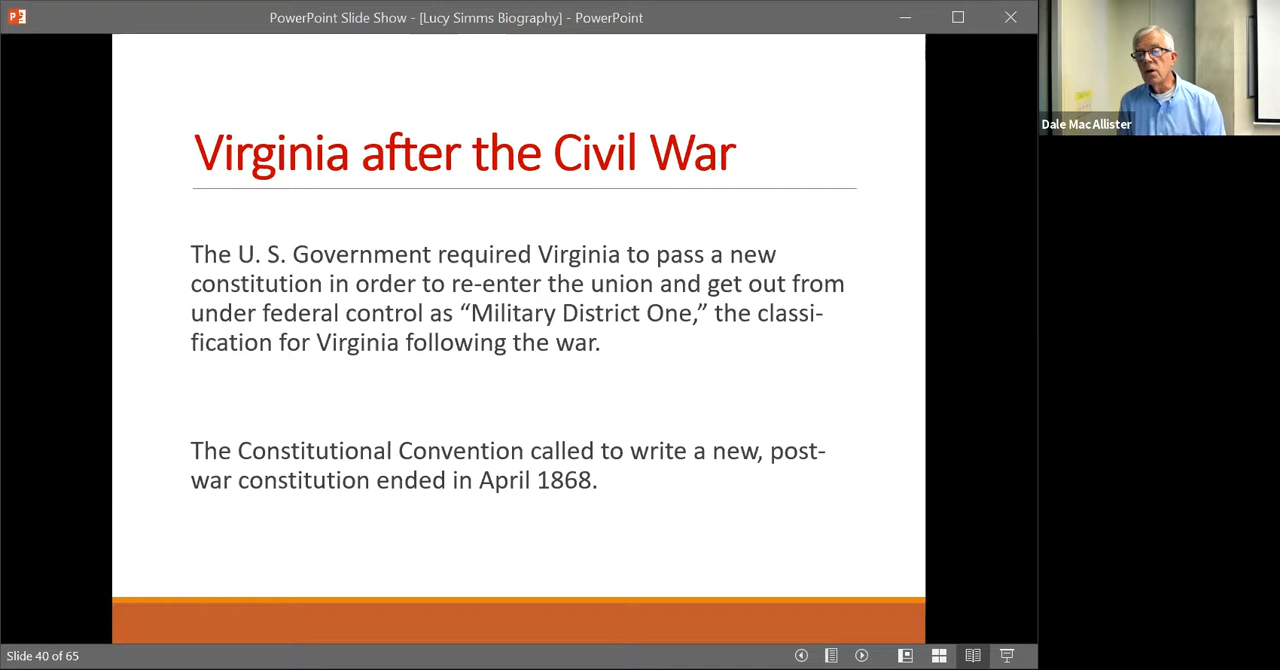 PowerPoint Slide Show - [Lucy Simms Biography] - PowerPoint
Dale MacAllister
Virginia after the Civil War
The U. S. Government required Virginia to pass a new
constitution in order to re-enter the union and get out from
under federal control as “Military District One,” the classi-
fication for Virginia following the war.
The Constitutional Convention called to write a new, post-
war constitution ended in April 1868.
Slide 40 of 65